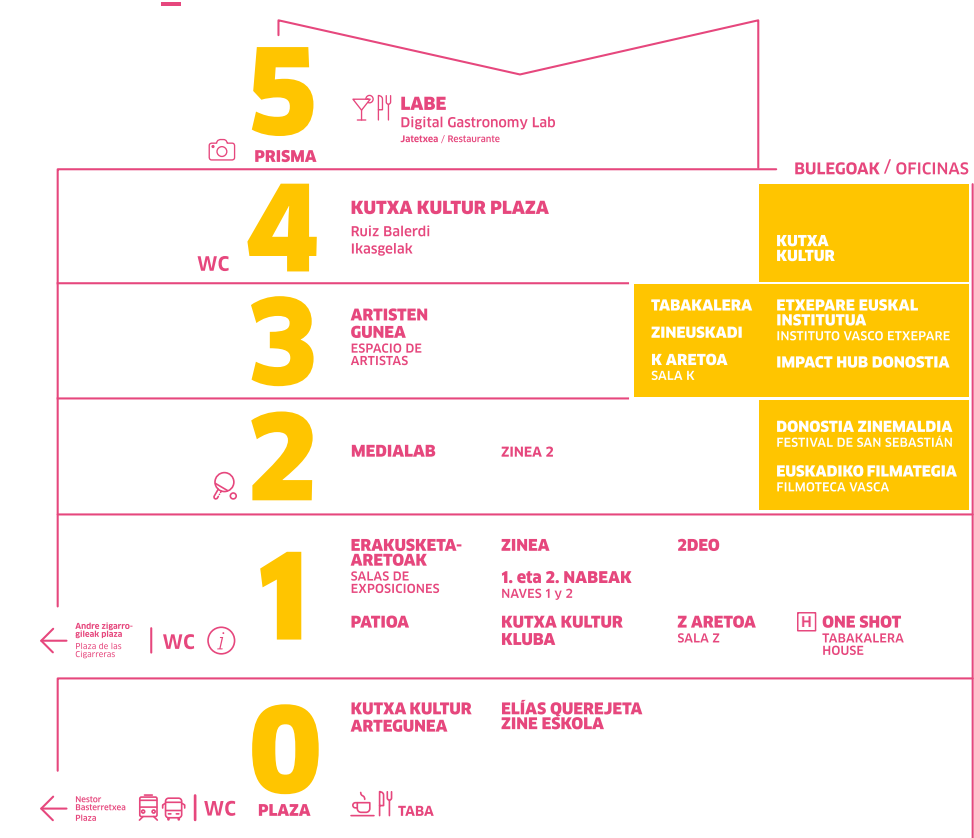 5
PRISMA
LABE
Digital Gastronomy Lab
Jatetxea / Restaurante
BULEGOAK / OFICINAS
4
WC
KUTXA KULTUR PLAZA
Ruiz Balerdi
Ikasgelak
KUTXA
KULTUR
3
ARTISTEN
GUNEA
ESPACIO DE
ARTISTAS
TABAKALERA
ZINEUSKADI
K ARETOA
SALA K
ETXEPARE EUSKAL
INSTITUTUA
INSTITUTO VASCO ETXEPARE
IMPACT HUB DONOSTIA
2
MEDIALAB
ZINEA 2
DONOSTIA ZINEMALDIA
FESTIVAL DE SAN SEBASTIÁN
EUSKADIKO FILMATEGIA
FILMOTECA VASCA
1
Andre zigarro-
gileak plaza
Plaza de las
Cigarreras
WC
i
ERAKUSKETA-
ARETOAK
SALAS DE
EXPOSICIONES
ZINEA
2DEO
1. eta 2. NABEAK
NAVES 1 y 2
PATIOA
KUTXA KULTUR
KLUBA
Z ARETOA
SALA Z
H ONE SHOT
TABAKALERA
HOUSE
0
PLAZA
Nestor
Basterretxea
Plaza
WC
KUTXA KULTUR
ARTEGUNEA
ELÍAS QUEREJETA
ZINE ESKOLA
TABA